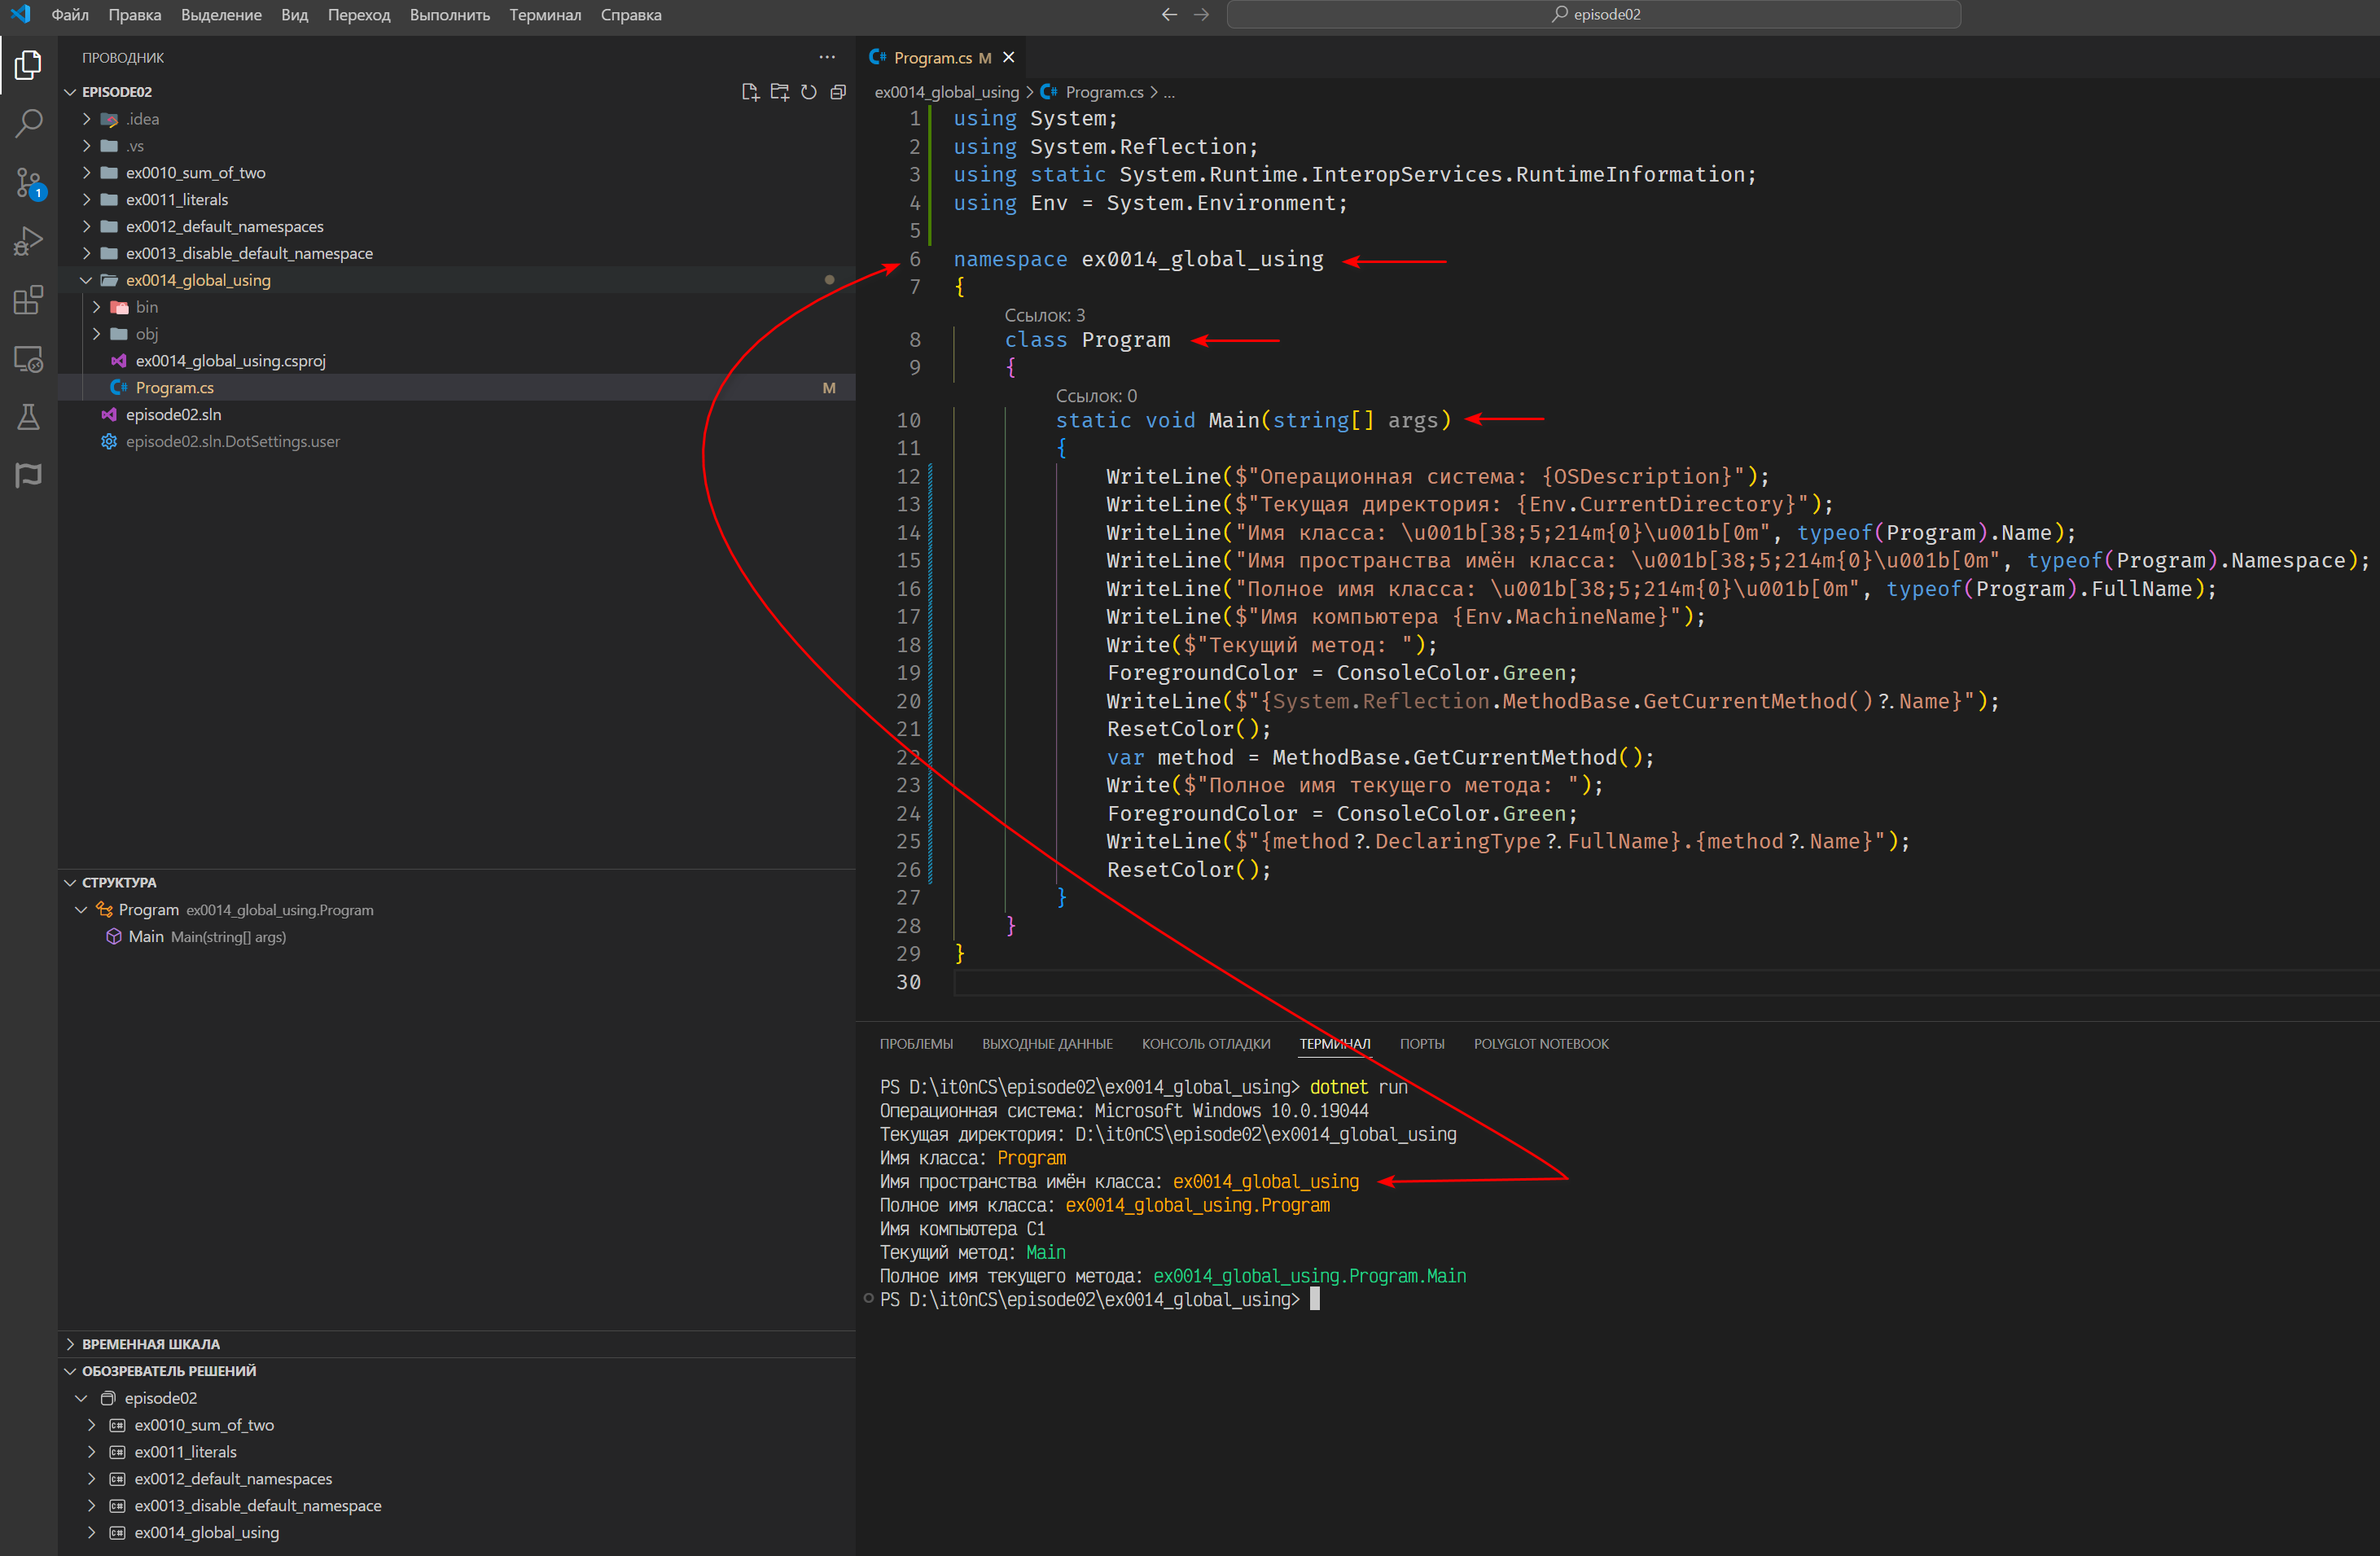 Файл Правка Выделение Вид Переход Выполнить Терминал Справка
episode02
ПРОВОДНИК
EPISODE02
.idea
.vs
ex0010_sum_of_two
ex0011_literals
ex0012_default_namespaces
ex0013_disable_default_namespace
ex0014_global_using
bin
obj
ex0014_global_using.csproj
Program.cs M
episode02.sln
episode02.sln.DotSettings.user
СТРУКТУРА
Program ex0014_global_using.Program
Main Main(string[] args)
ВРЕМЕННАЯ ШКАЛА
ОБОЗРЕВАТЕЛЬ РЕШЕНИЙ
episode02
ex0010_sum_of_two
ex0011_literals
ex0012_default_namespaces
ex0013_disable_default_namespace
ex0014_global_using
1
Program.cs M
ex0014_global_using > Program.cs > ...
1 using System;
2 using System.Reflection;
3 using static System.Runtime.InteropServices.RuntimeInformation;
4 using Env = System.Environment;
5
6 namespace ex0014_global_using
7 {
Ссылок: 3
8 class Program
9 {
Ссылок: 0
10 static void Main(string[] args)
11 {
12 WriteLine($"Операционная система: {OSDescription}");
13 WriteLine($"Текущая директория: {Env.CurrentDirectory}");
14 WriteLine("Имя класса: \u001b[38;5;214m{0}\u001b[0m", typeof(Program).Name);
15 WriteLine("Имя пространства имён класса: \u001b[38;5;214m{0}\u001b[0m", typeof(Program).Namespace);
16 WriteLine("Полное имя класса: \u001b[38;5;214m{0}\u001b[0m", typeof(Program).FullName);
17 WriteLine($"Имя компьютера {Env.MachineName}");
18 Write($"Текущий метод: ");
19 ForegroundColor = ConsoleColor.Green;
20 WriteLine($"{System.Reflection.MethodBase.GetCurrentMethod()?.Name}");
21 ResetColor();
22 var method = MethodBase.GetCurrentMethod();
23 Write($"Полное имя текущего метода: ");
24 ForegroundColor = ConsoleColor.Green;
25 WriteLine($"{method?.DeclaringType?.FullName}.{method?.Name}");
26 ResetColor();
27 }
28 }
29 }
30
ПРОБЛЕМЫ ВЫХОДНЫЕ ДАННЫЕ КОНСОЛЬ ОТЛАДКИ ТЕРМИНАЛ ПОРТЫ POLYGLOT NOTEBOOK
PS D:\it0nCS\episode02\ex0014_global_using> dotnet run
Операционная система: Microsoft Windows 10.0.19044
Текущая директория: D:\it0nCS\episode02\ex0014_global_using
Имя класса: Program
Имя пространства имён класса: ex0014_global_using
Полное имя класса: ex0014_global_using.Program
Имя компьютера C1
Текущий метод: Main
Полное имя текущего метода: ex0014_global_using.Program.Main
PS D:\it0nCS\episode02\ex0014_global_using>